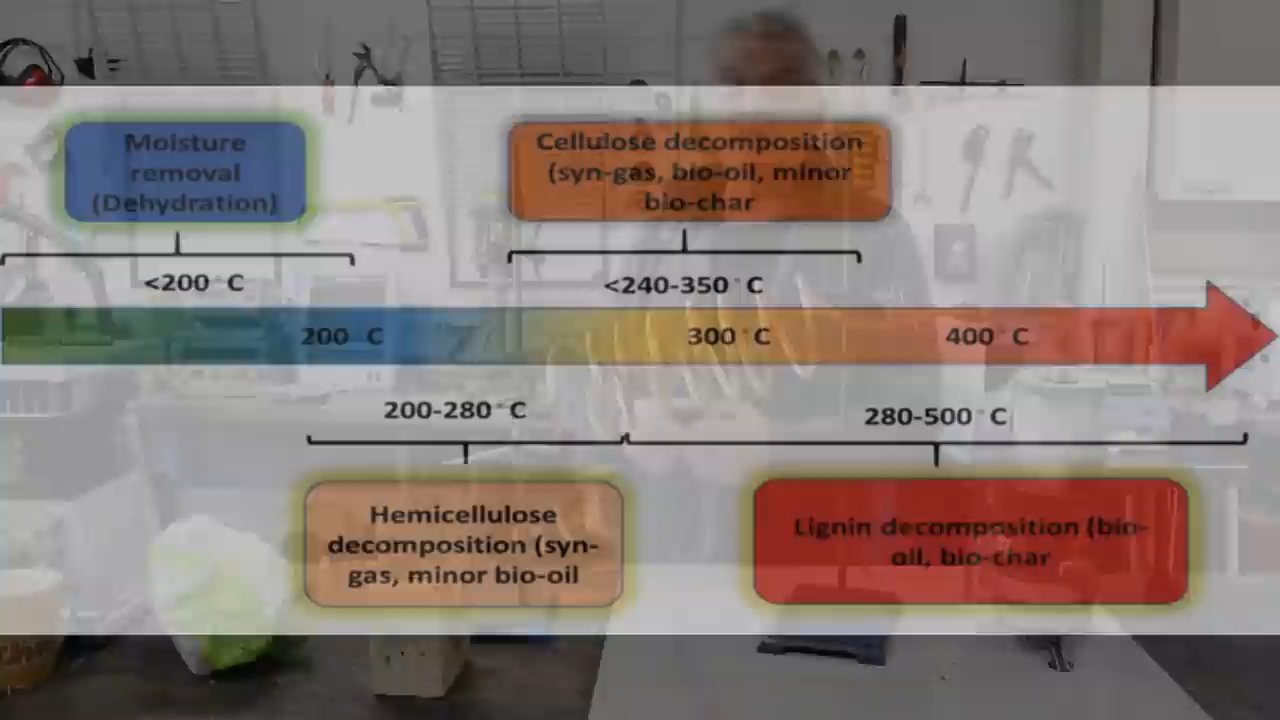 Moisture
removal
(Dehydration)
Cellulose decomposition
(syn-gas, bio-oil, minor
bio-char
<200 °C
<240-350 °C
200 C
300 °C
400 °C
200-280 °C
280-500 °C
Hemicellulose
decomposition (syn-
gas, minor bio-oil
Lignin decomposition (bio-
oil, bio-char